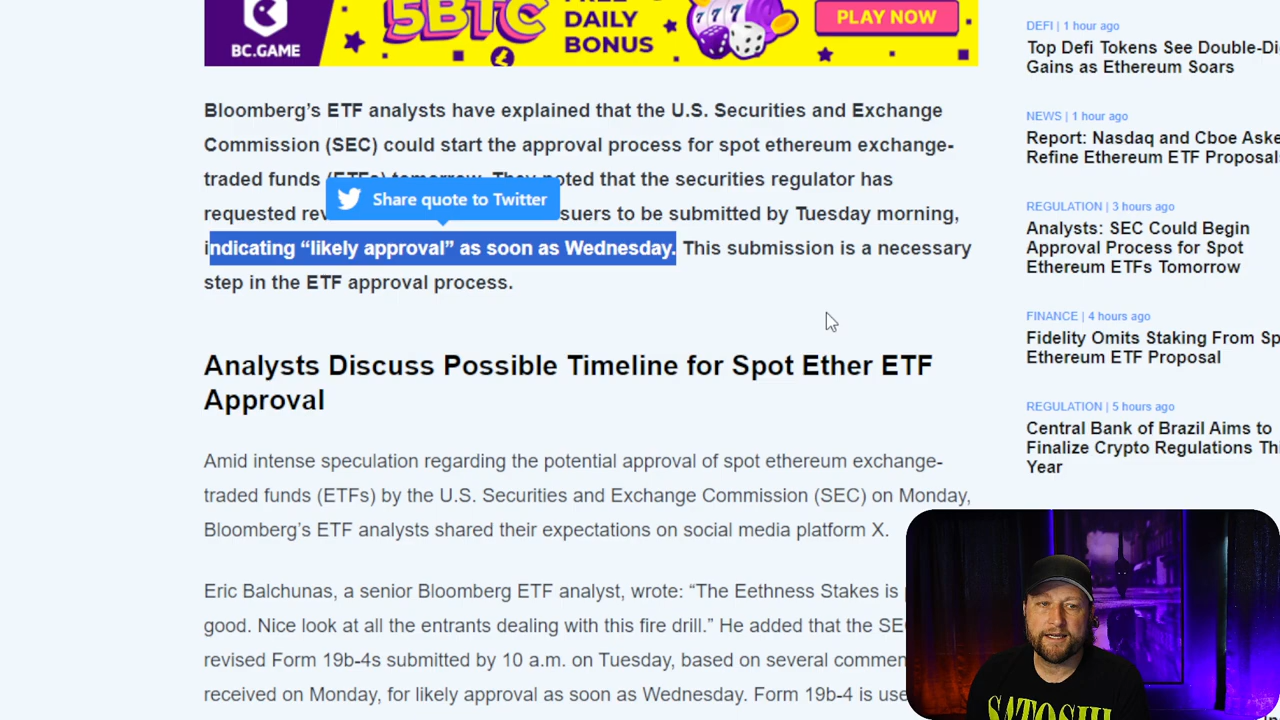 5BTC
FREE
DAILY
BONUS
PLAY NOW
BC.GAME
Bloomberg’s ETF analysts have explained that the U.S. Securities and Exchange
Commission (SEC) could start the approval process for spot ethereum exchange-
traded funds (ETFs) tomorrow. They noted that the securities regulator has
requested
Share quote to Twitter
suers to be submitted by Tuesday morning,
indicating “likely approval” as soon as Wednesday. This submission is a necessary
step in the ETF approval process.
Analysts Discuss Possible Timeline for Spot Ether ETF
Approval
Amid intense speculation regarding the potential approval of spot ethereum exchange-
traded funds (ETFs) by the U.S. Securities and Exchange Commission (SEC) on Monday,
Bloomberg’s ETF analysts shared their expectations on social media platform X.
Eric Balchunas, a senior Bloomberg ETF analyst, wrote: “The Eethness Stakes is
good. Nice look at all the entrants dealing with this fire drill.” He added that the SE
revised Form 19b-4s submitted by 10 a.m. on Tuesday, based on several commen
received on Monday, for likely approval as soon as Wednesday. Form 19b-4 is use
DEFI | 1 hour ago
Top Defi Tokens See Double-Di
Gains as Ethereum Soars
NEWS | 1 hour ago
Report: Nasdaq and Cboe Aske
Refine Ethereum ETF Proposal
REGULATION | 3 hours ago
Analysts: SEC Could Begin
Approval Process for Spot
Ethereum ETFs Tomorrow
FINANCE | 4 hours ago
Fidelity Omits Staking From Sp
Ethereum ETF Proposal
REGULATION | 5 hours ago
Central Bank of Brazil Aims to
Finalize Crypto Regulations Thi
Year
SATOSHI